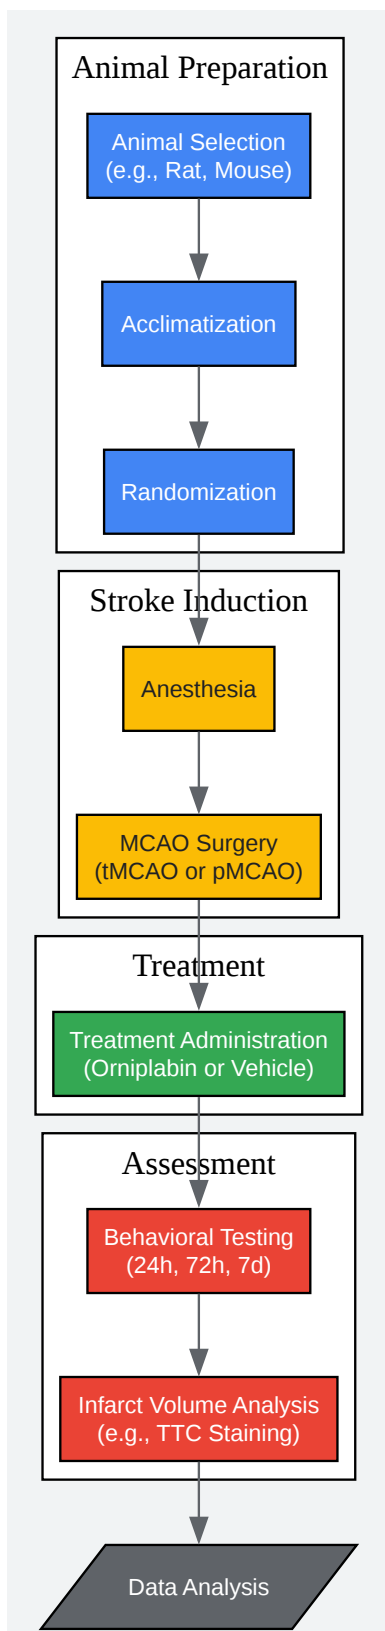 Animal Preparation
Animal Selection
(e.g., Rat, Mouse)
Acclimatization
Randomization
Stroke Induction
Anesthesia
MCAO Surgery
(tMCAO or pMCAO)
Treatment
Treatment Administration
(Orniplabin or Vehicle)
Assessment
Behavioral Testing
(24h, 72h, 7d)
Infarct Volume Analysis
(e.g., TTC Staining)
Data Analysis